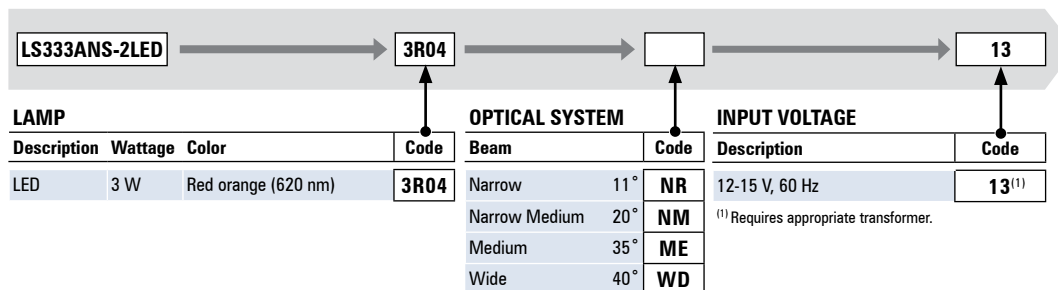 LS333ANS-2LED 3R04 13
LAMP
Description Wattage Color Code
LED 3 W Red orange (620 nm) 3R04
OPTICAL SYSTEM
Beam Code
Narrow 11° NR
Narrow Medium 20° NM
Medium 35° ME
Wide 40° WD
INPUT VOLTAGE
Description Code
12-15 V, 60 Hz 13(1)
(1) Requires appropriate transformer.